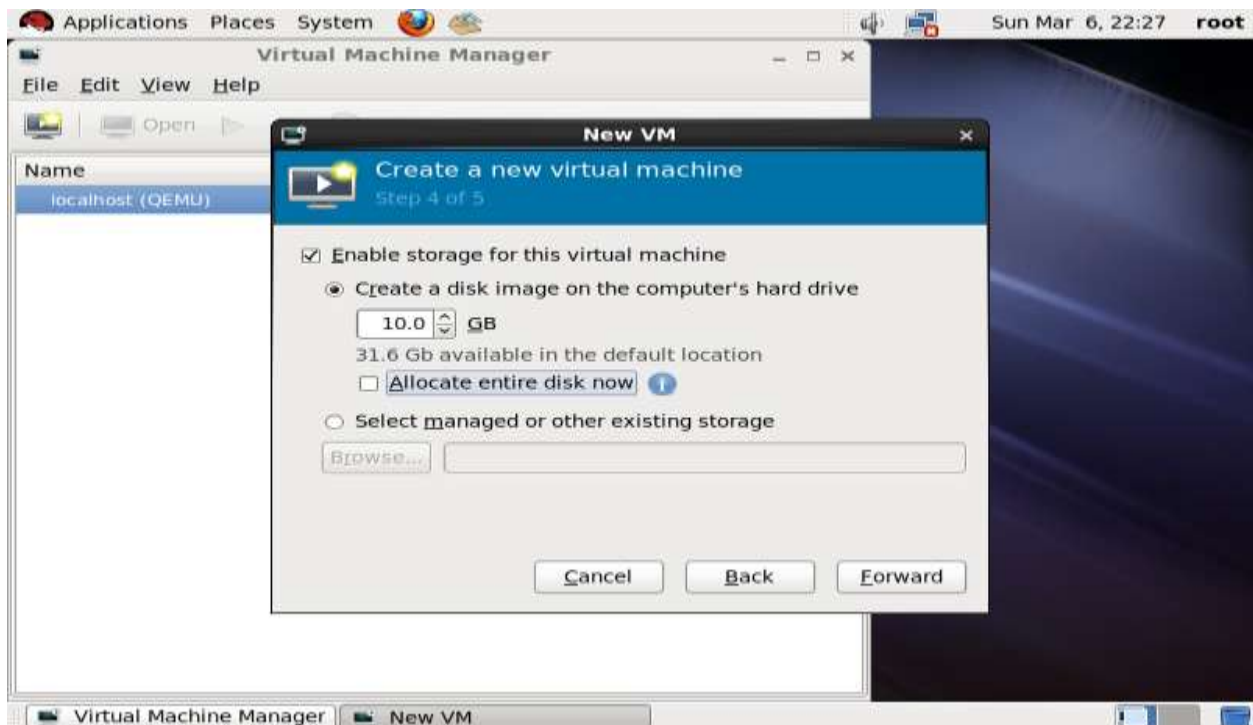 Applications Places System Sun Mar 6, 22:27 root
Virtual Machine Manager
File Edit View Help
Open
Name
localhost (QEMU)
New VM
Create a new virtual machine
Step 4 of 5
Enable storage for this virtual machine
Create a disk image on the computer's hard drive
10.0 GB
31.6 Gb available in the default location
Allocate entire disk now
Select managed or other existing storage
Browse...
Cancel Back Forward
Virtual Machine Manager New VM